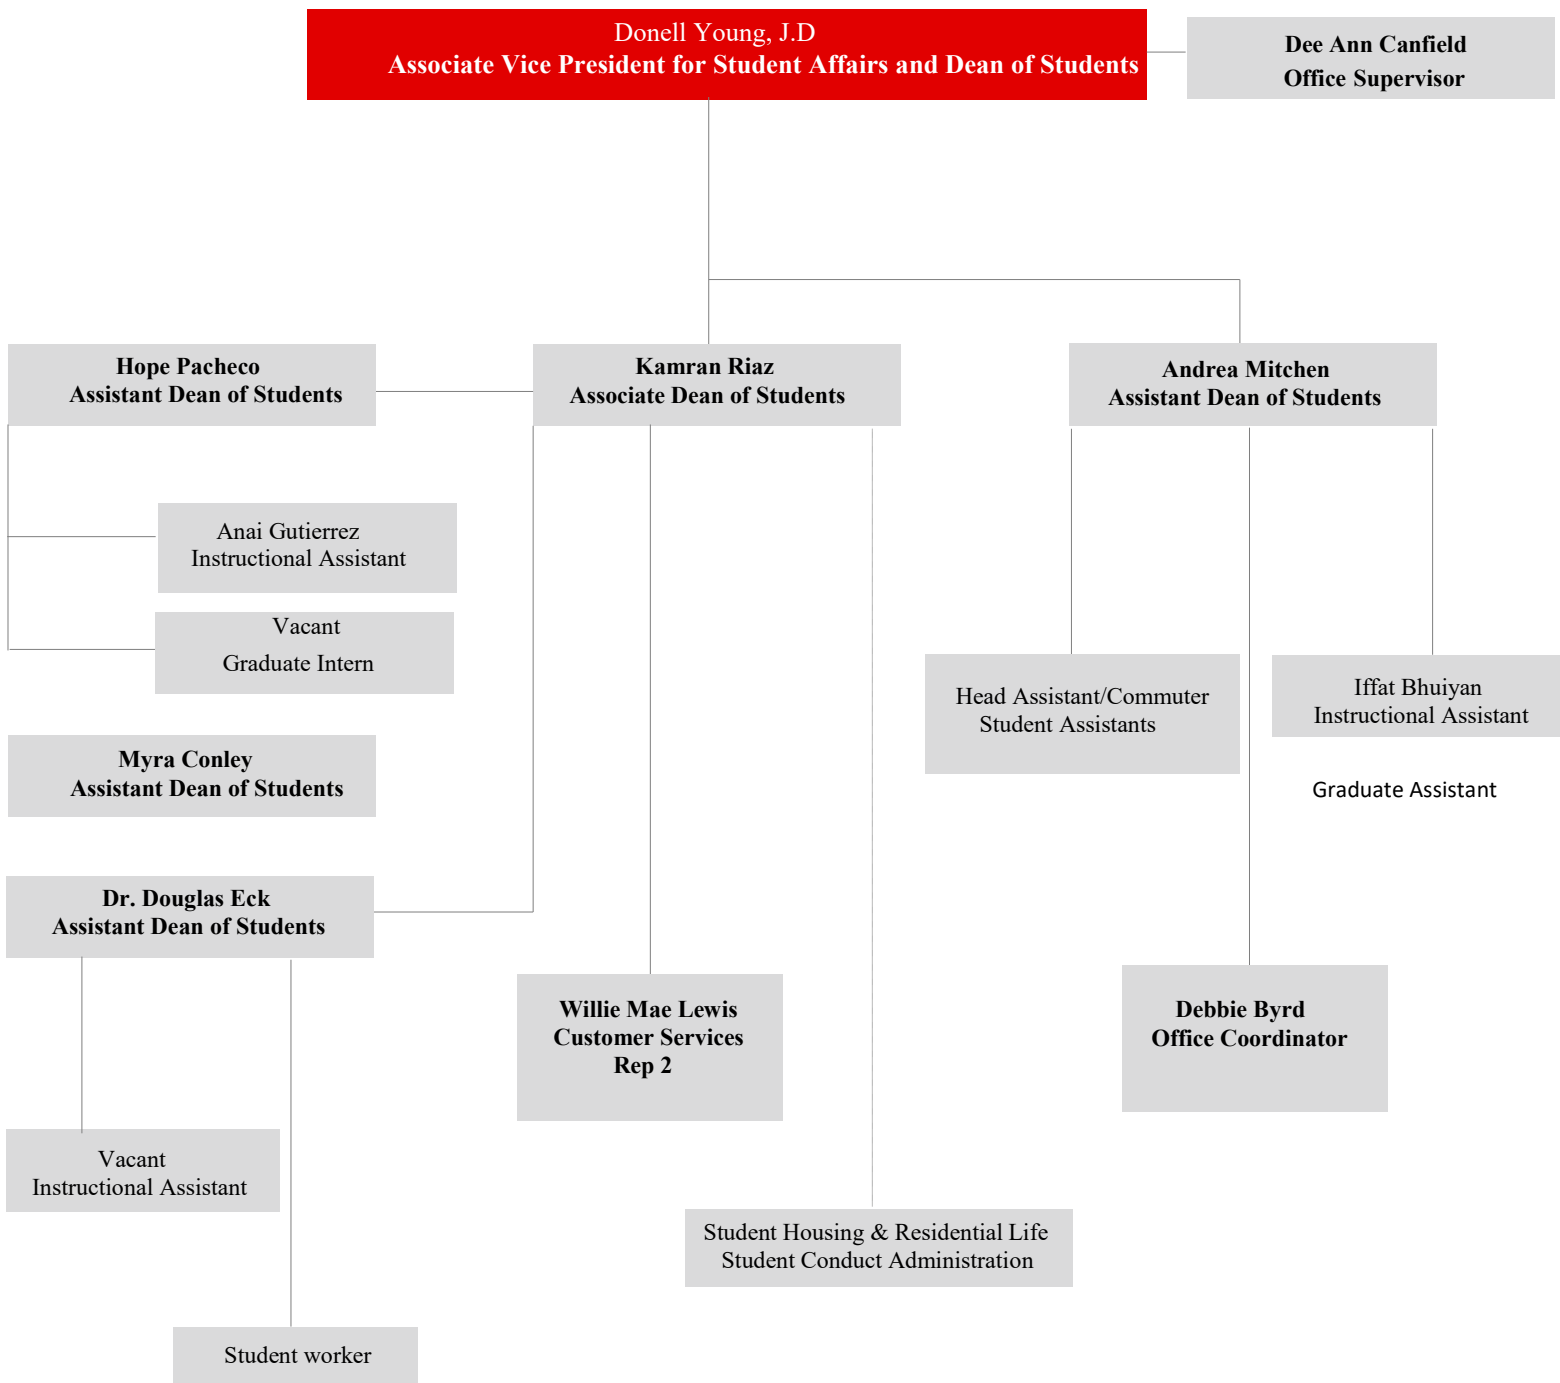 Donell Young, J.D
Associate Vice President for Student Affairs and Dean of Students
Dee Ann Canfield
Office Supervisor
Hope Pacheco
Assistant Dean of Students
Kamran Riaz
Associate Dean of Students
Andrea Mitchen
Assistant Dean of Students
Anai Gutierrez
Instructional Assistant
Vacant
Graduate Intern
Head Assistant/Commuter
Student Assistants
Iffat Bhuiyan
Instructional Assistant
Graduate Assistant
Myra Conley
Assistant Dean of Students
Dr. Douglas Eck
Assistant Dean of Students
Willie Mae Lewis
Customer Services
Rep 2
Debbie Byrd
Office Coordinator
Vacant
Instructional Assistant
Student Housing & Residential Life
Student Conduct Administration
Student worker